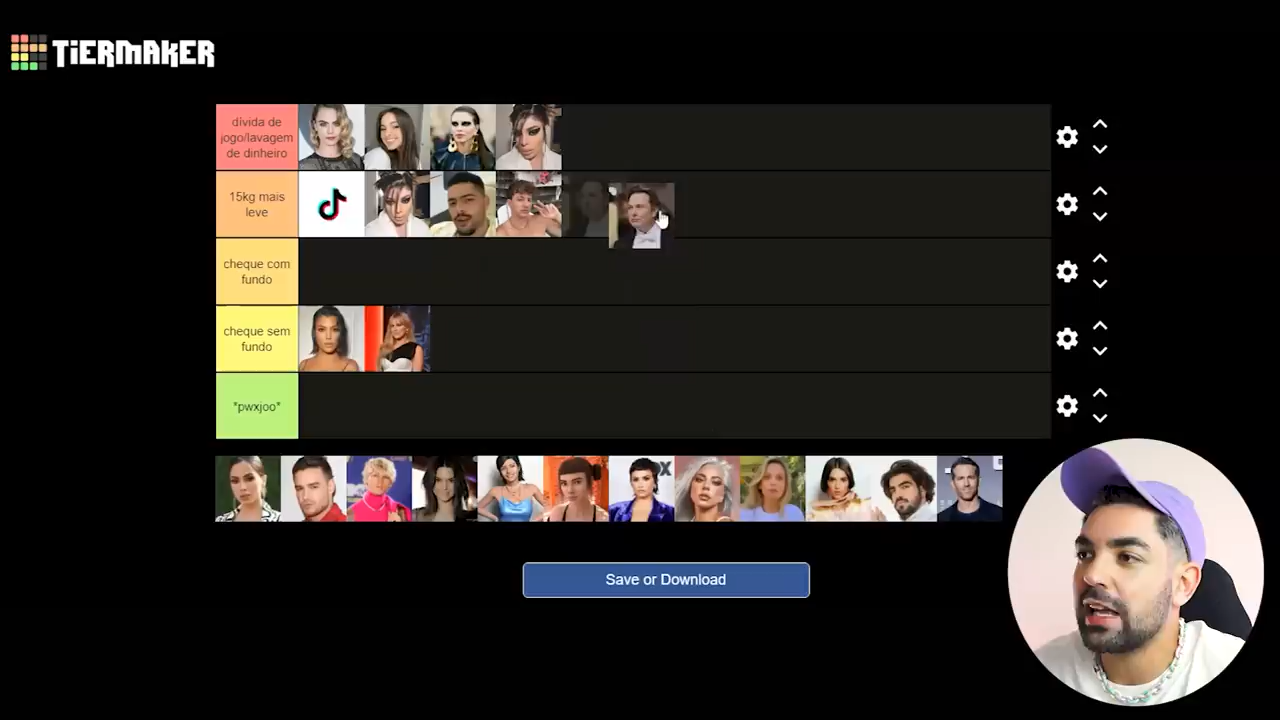 TiERMAKER
dívida de
jogo/lavagem
de dinheiro
15kg mais
leve
cheque com
fundo
cheque sem
fundo
*pwxjoo*
X
Save or Download